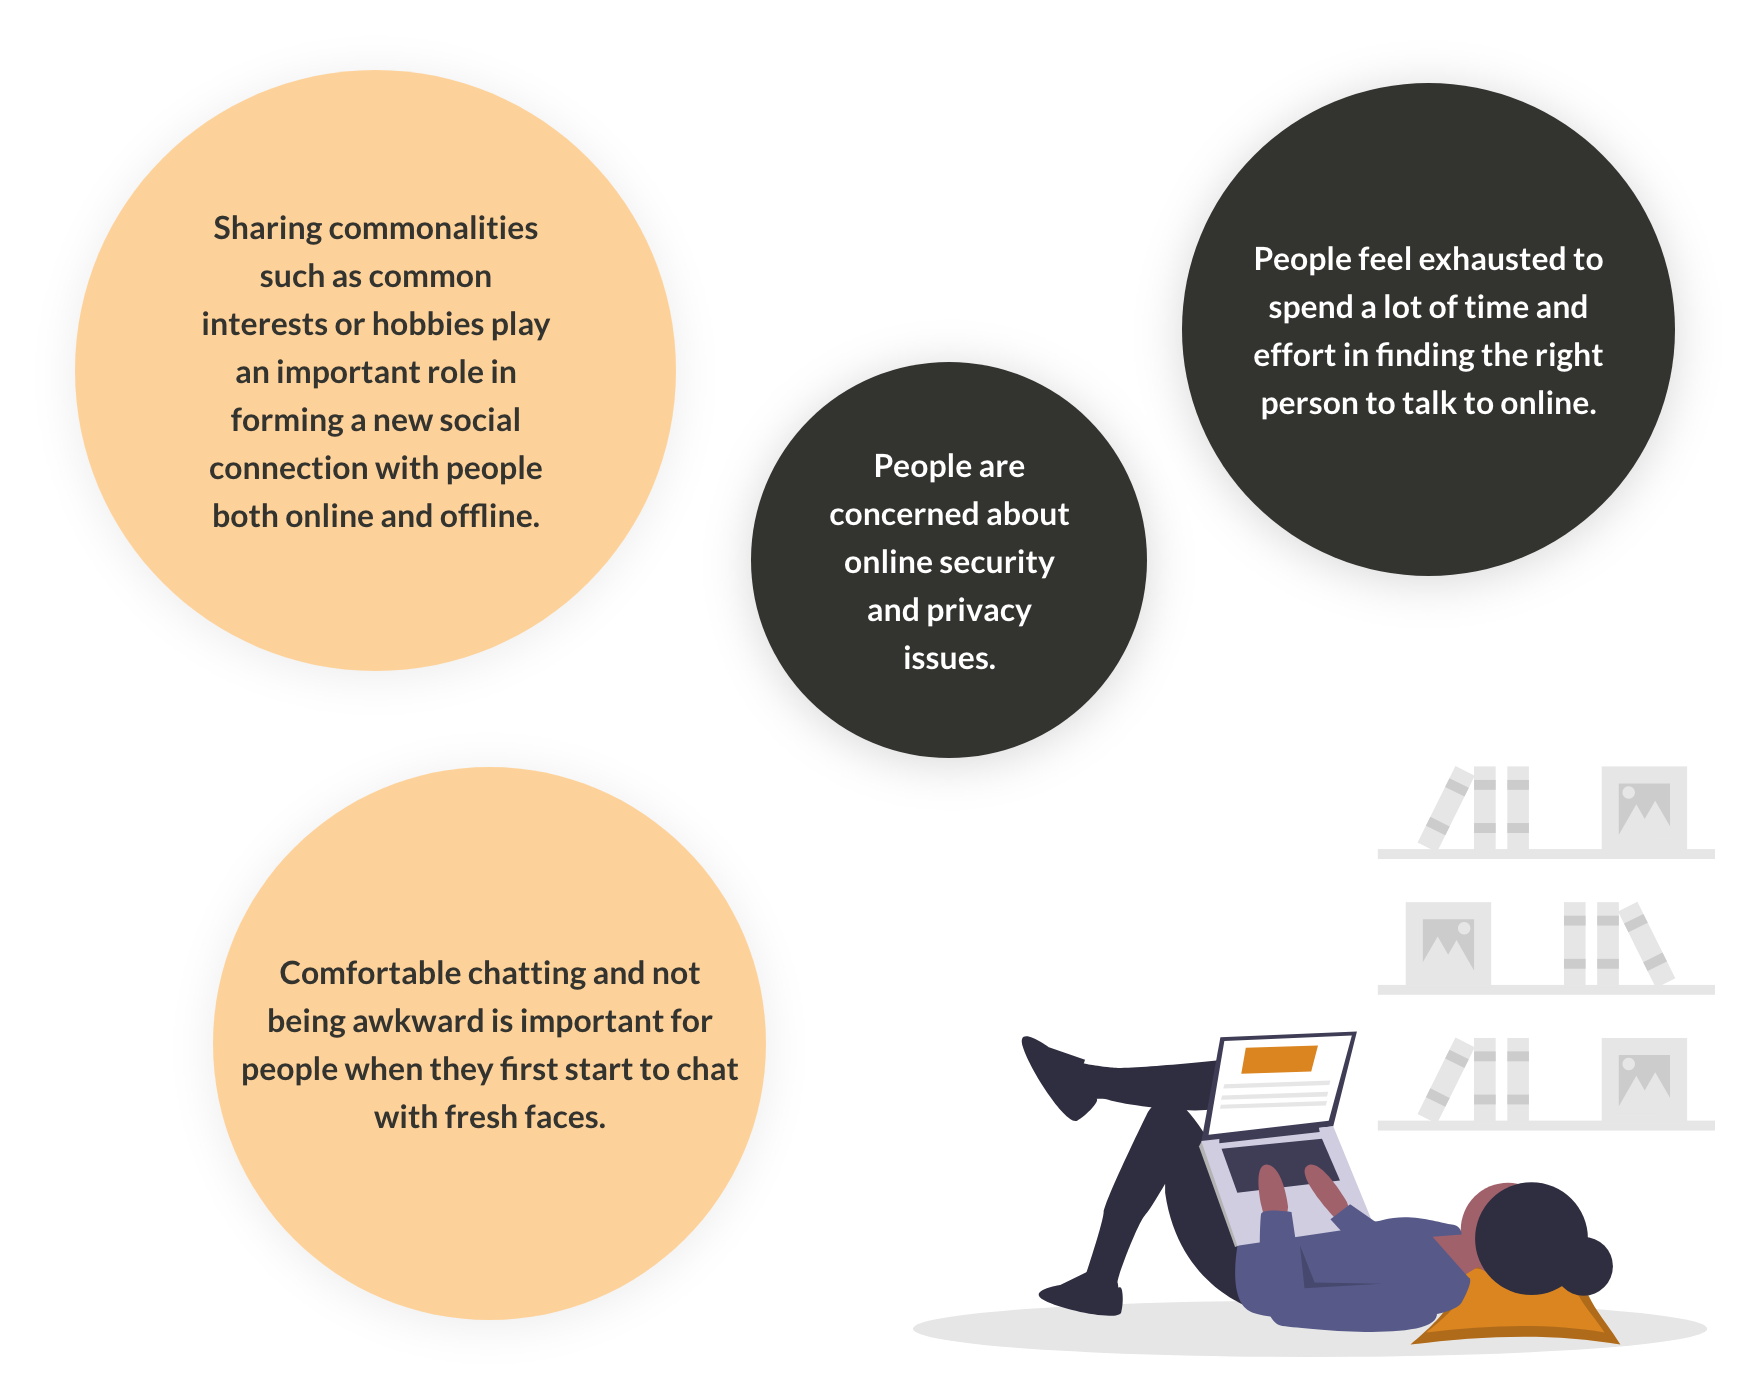 Sharing commonalities
such as common
interests or hobbies play
an important role in
forming a new social
connection with people
both online and offline.
People feel exhausted to
spend a lot of time and
effort in finding the right
person to talk to online.
People are
concerned about
online security
and privacy
issues.
Comfortable chatting and not
being awkward is important for
people when they first start to chat
with fresh faces.